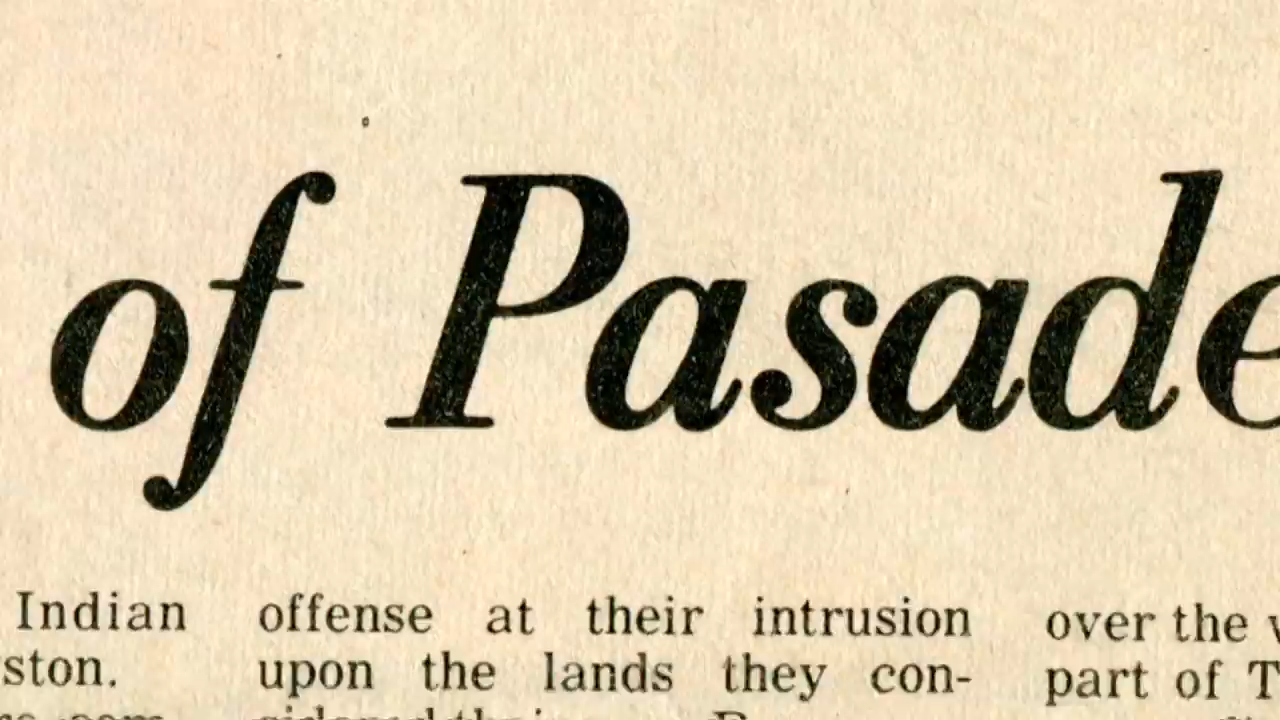 of Pasade
Indian
ston.
offense at their intrusion
upon the lands they con-
over the
part of T